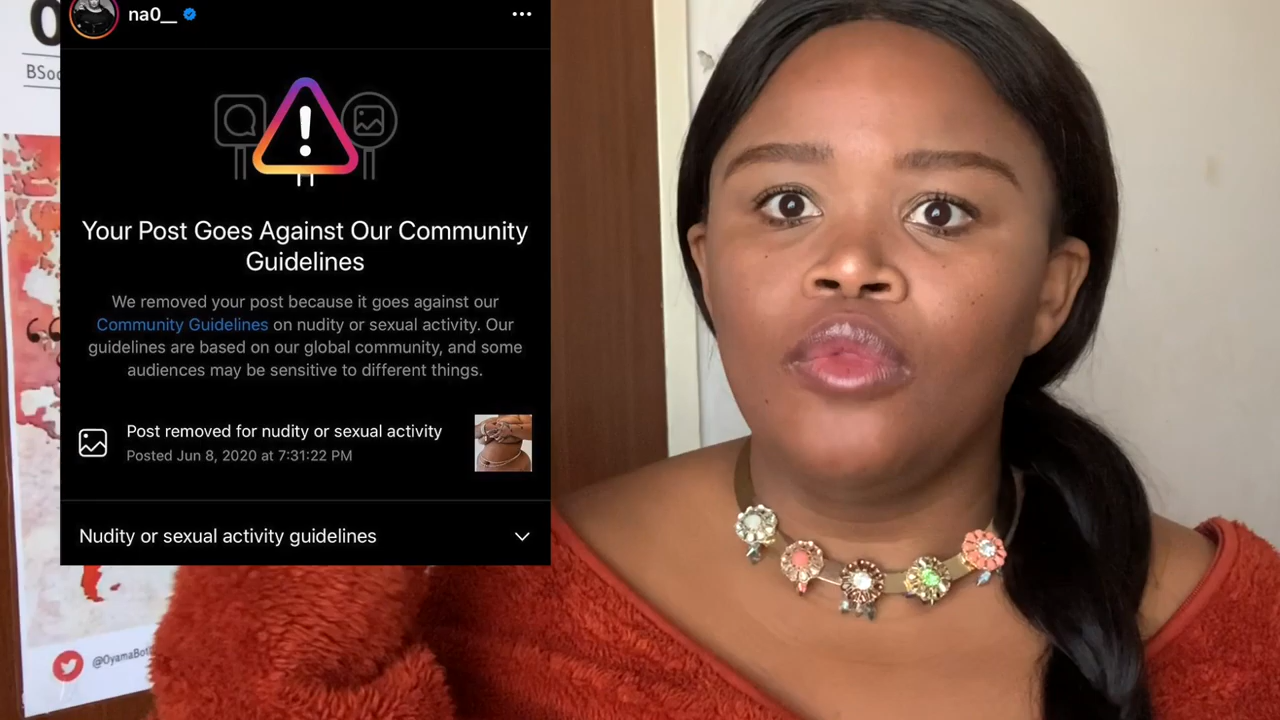 na0__
Your Post Goes Against Our Community
Guidelines
We removed your post because it goes against our
Community Guidelines on nudity or sexual activity. Our
guidelines are based on our global community, and some
audiences may be sensitive to different things.
Post removed for nudity or sexual activity
Posted Jun 8, 2020 at 7:31:22 PM
Nudity or sexual activity guidelines